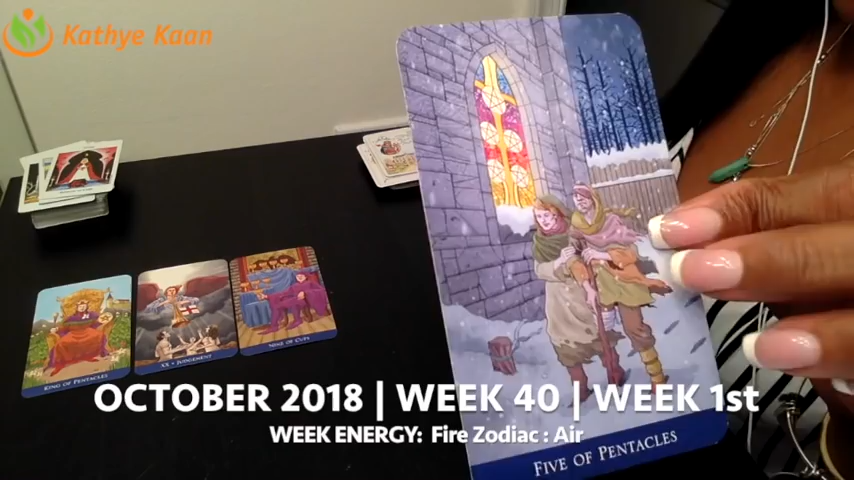 Kathye Kaan
KING OF PENTACLES
XX • JUDGEMENT
NINE OF CUPS
OCTOBER 2018 | WEEK 40 | WEEK 1st
WEEK ENERGY: Fire Zodiac : Air
FIVE OF PENTACLES